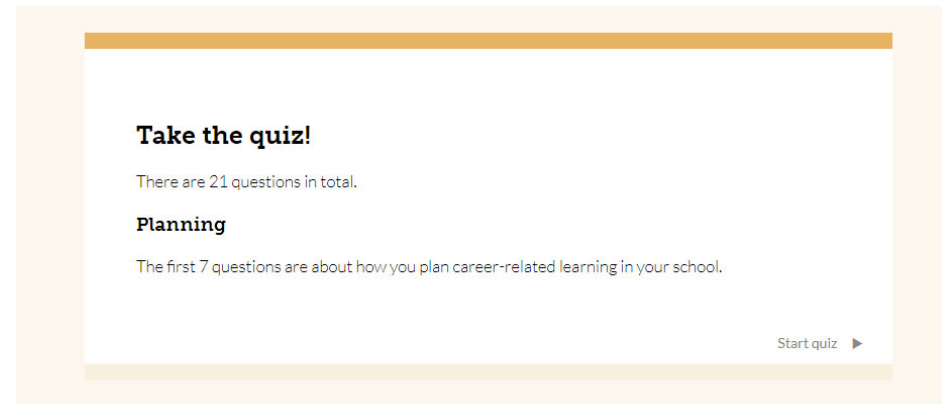 Take the quiz!
There are 21 questions in total.
Planning
The first 7 questions are about how you plan career-related learning in your school.
Start quiz